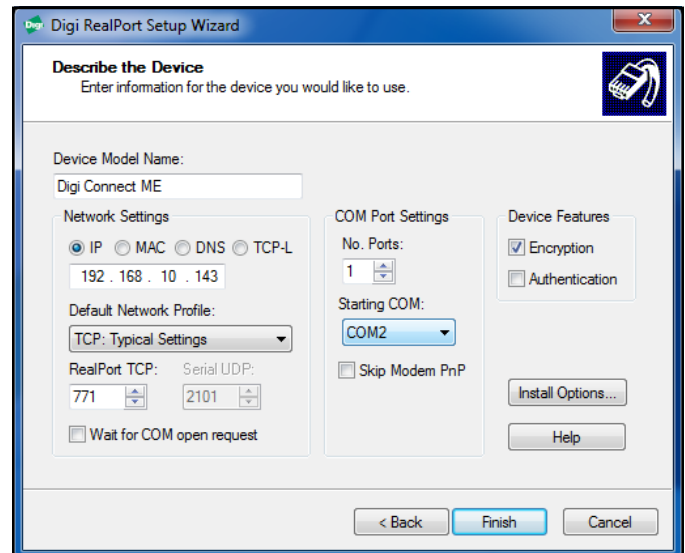 Digi Digi RealPort Setup Wizard
Describe the Device
Enter information for the device you would like to use.
Device Model Name:
Digi Connect ME
Network Settings
IP MAC DNS TCP-L
192 . 168 . 10 . 143
Default Network Profile:
TCP: Typical Settings
RealPort TCP: Serial UDP:
771 2101
Wait for COM open request
COM Port Settings
No. Ports:
1
Starting COM:
COM2
Skip Modem PnP
Device Features
Encryption
Authentication
Install Options...
Help
< Back Finish Cancel